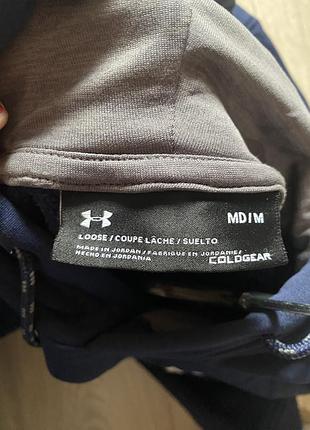 MD/M
LOOSE / COUPE LÂCHE / SUELTO
MADE IN JORDAN / FABRIQUÉ EN JORDANIE /
HECHO EN JORDANIA
COLDGEAR